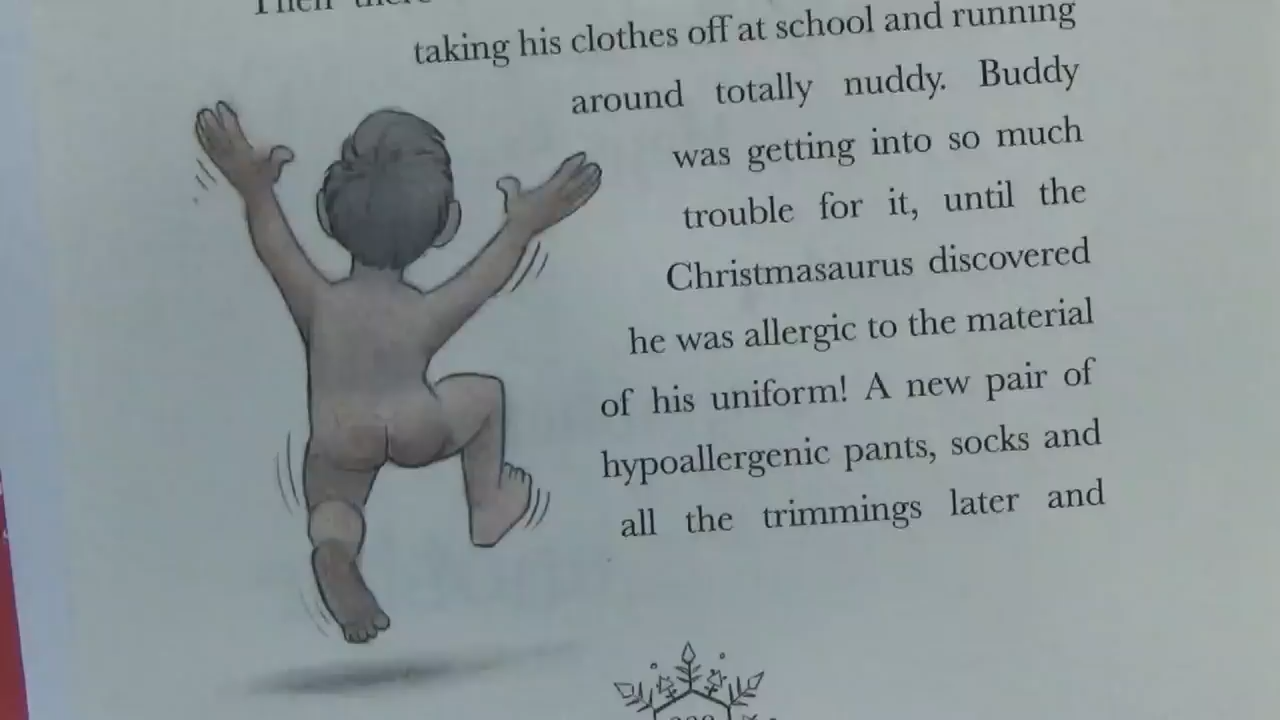 Then there
taking his clothes off at school and running
around totally nuddy. Buddy
was getting into so much
trouble for it, until the
Christmasaurus discovered
he was allergic to the material
of his uniform! A new pair of
hypoallergenic pants, socks and
all the trimmings later and